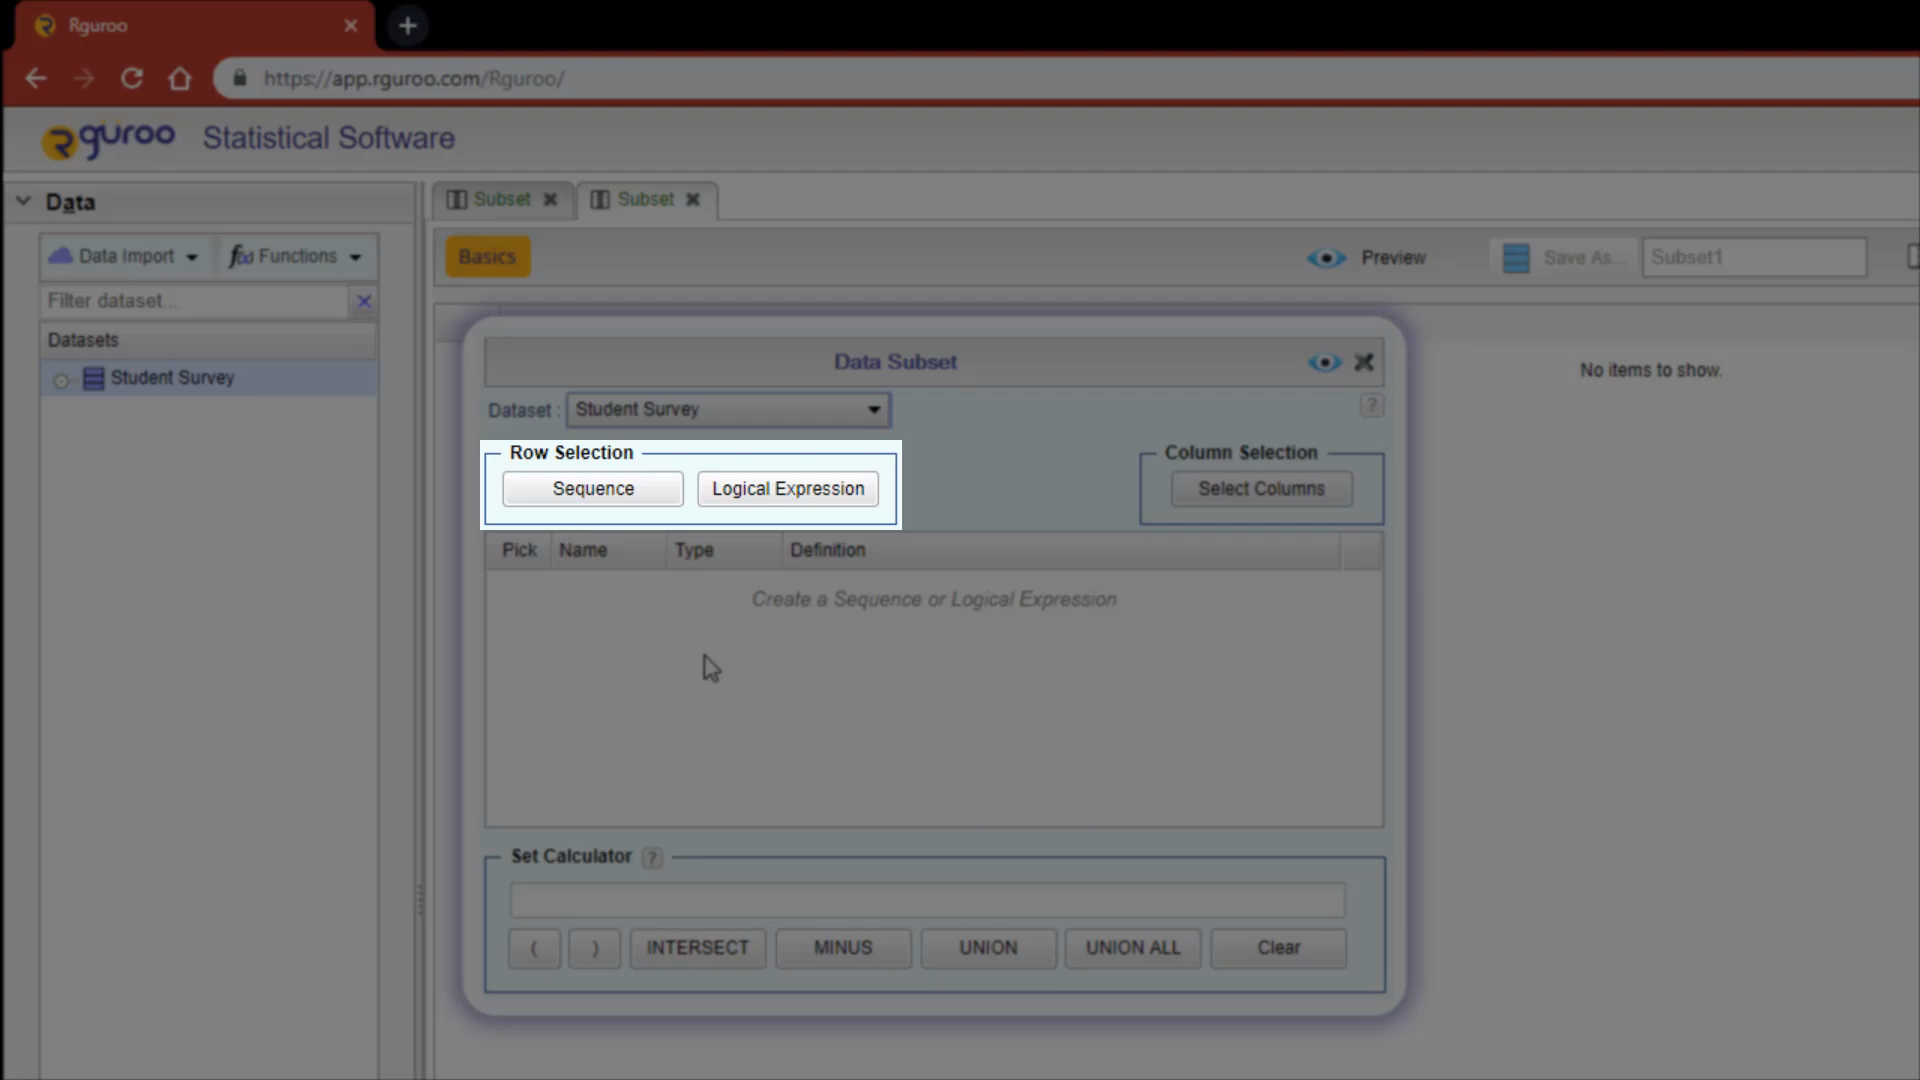 Rguroo
https://app.rguroo.com/Rguroo/
Rguroo Statistical Software
Data
Subset
Subset
Data Import
f(x) Functions
Basics
Preview
Save As...
Subset1
Filter dataset...
Datasets
Student Survey
No items to show.
Data Subset
Dataset :
Student Survey
?
Row Selection
Column Selection
Sequence
Logical Expression
Select Columns
Pick
Name
Type
Definition
Create a Sequence or Logical Expression
Set Calculator ?
(
)
INTERSECT
MINUS
UNION
UNION ALL
Clear